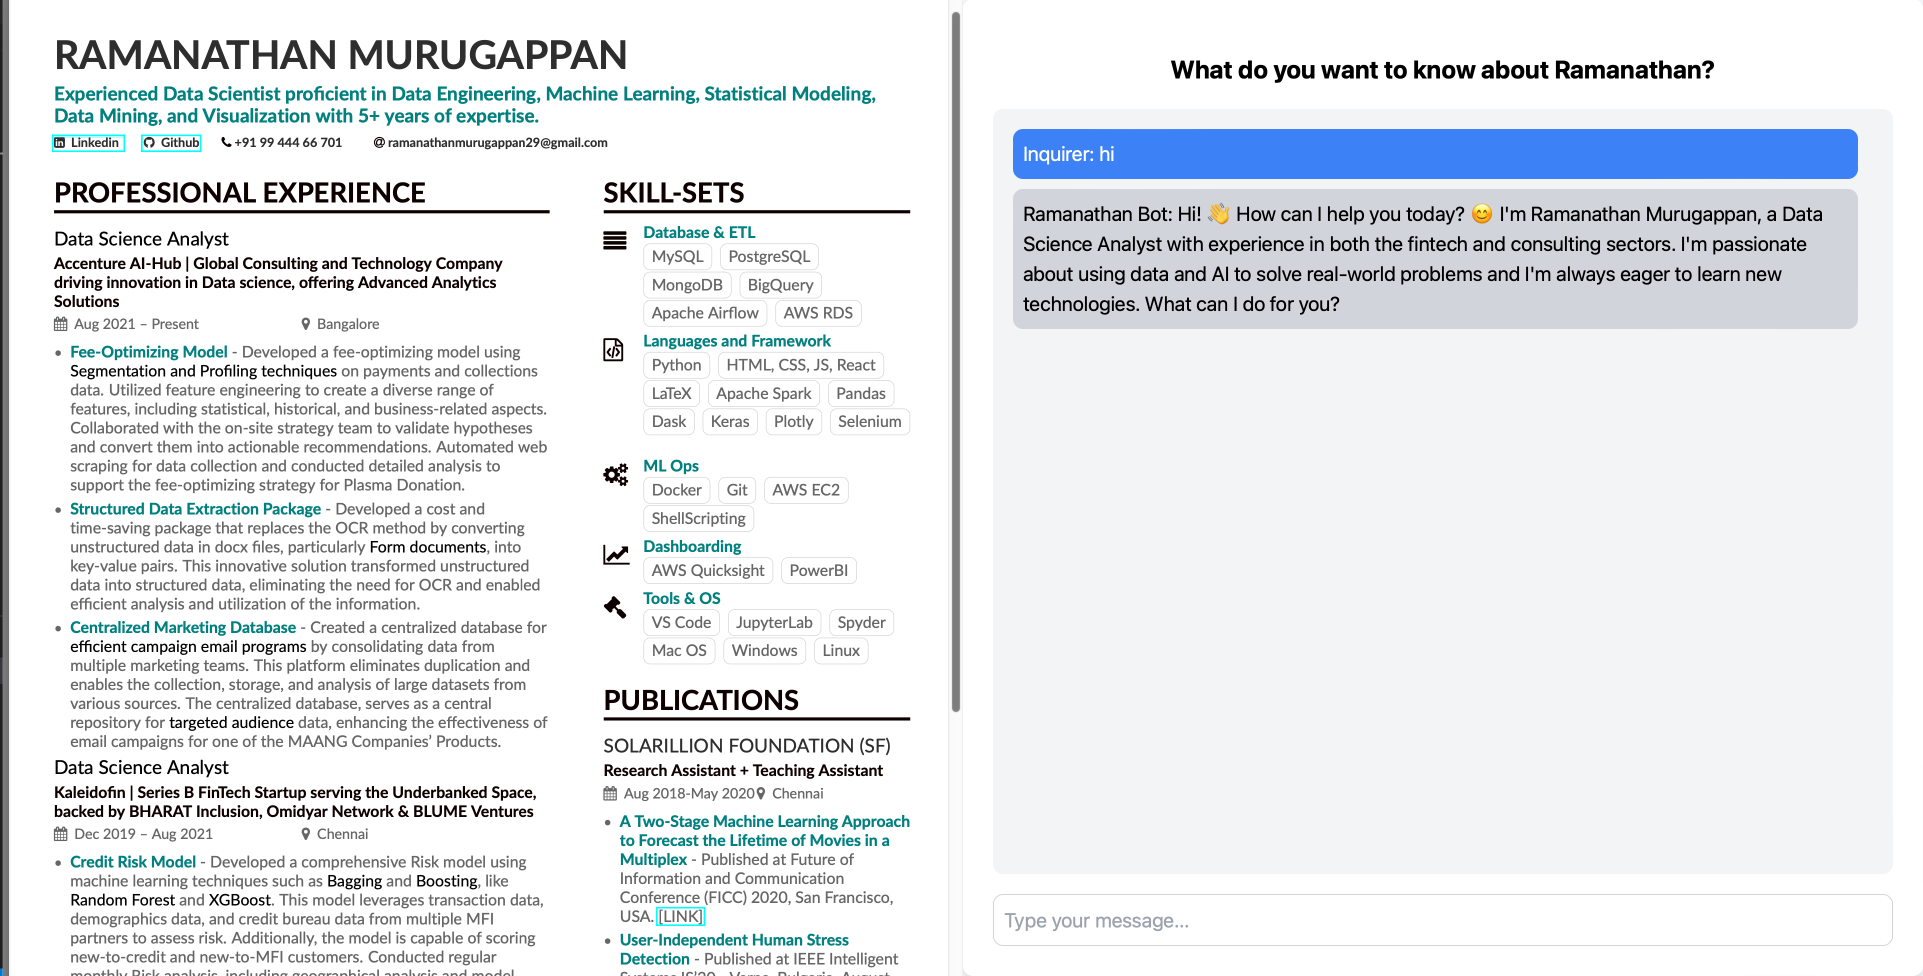 RAMANATHAN MURUGAPPAN
Experienced Data Scientist proficient in Data Engineering, Machine Learning, Statistical Modeling,
Data Mining, and Visualization with 5+ years of expertise.
Linkedin Github +91 99 444 66 701 @ ramanathanmurugappan29@gmail.com
PROFESSIONAL EXPERIENCE
Data Science Analyst
Accenture AI-Hub | Global Consulting and Technology Company
driving innovation in Data science, offering Advanced Analytics
Solutions
Aug 2021 – Present Bangalore
• Fee-Optimizing Model - Developed a fee-optimizing model using
Segmentation and Profiling techniques on payments and collections
data. Utilized feature engineering to create a diverse range of
features, including statistical, historical, and business-related aspects.
Collaborated with the on-site strategy team to validate hypotheses
and convert them into actionable recommendations. Automated web
scraping for data collection and conducted detailed analysis to
support the fee-optimizing strategy for Plasma Donation.
• Structured Data Extraction Package - Developed a cost and
time-saving package that replaces the OCR method by converting
unstructured data in docx files, particularly Form documents, into
key-value pairs. This innovative solution transformed unstructured
data into structured data, eliminating the need for OCR and enabled
efficient analysis and utilization of the information.
• Centralized Marketing Database - Created a centralized database for
efficient campaign email programs by consolidating data from
multiple marketing teams. This platform eliminates duplication and
enables the collection, storage, and analysis of large datasets from
various sources. The centralized database, serves as a central
repository for targeted audience data, enhancing the effectiveness of
email campaigns for one of the MAANG Companies' Products.
Data Science Analyst
Kaleidofin | Series B FinTech Startup serving the Underbanked Space,
backed by BHARAT Inclusion, Omidyar Network & BLUME Ventures
Dec 2019 – Aug 2021 Chennai
• Credit Risk Model - Developed a comprehensive Risk model using
machine learning techniques such as Bagging and Boosting, like
Random Forest and XGBoost. This model leverages transaction data,
demographics data, and credit bureau data from multiple MFI
partners to assess risk. Additionally, the model is capable of scoring
new-to-credit and new-to-MFI customers. Conducted regular
monthly Risk analysis, including geographical analysis and model
SKILL-SETS
Database & ETL
MySQL PostgreSQL
MongoDB BigQuery
Apache Airflow AWS RDS
Languages and Framework
Python HTML, CSS, JS, React
LaTeX Apache Spark Pandas
Dask Keras Plotly Selenium
ML Ops
Docker Git AWS EC2
ShellScripting
Dashboarding
AWS Quicksight PowerBI
Tools & OS
VS Code JupyterLab Spyder
Mac OS Windows Linux
PUBLICATIONS
SOLARILLION FOUNDATION (SF)
Research Assistant + Teaching Assistant
Aug 2018-May 2020 Chennai
• A Two-Stage Machine Learning Approach
to Forecast the Lifetime of Movies in a
Multiplex - Published at Future of
Information and Communication
Conference (FICC) 2020, San Francisco,
USA. [LINK]
• User-Independent Human Stress
Detection - Published at IEEE Intelligent
Systems IS'20 - Varna, Bulgaria, August
What do you want to know about Ramanathan?
Inquirer: hi
Ramanathan Bot: Hi! 👋 How can I help you today? 😊 I'm Ramanathan Murugappan, a Data
Science Analyst with experience in both the fintech and consulting sectors. I'm passionate
about using data and AI to solve real-world problems and I'm always eager to learn new
technologies. What can I do for you?
Type your message...